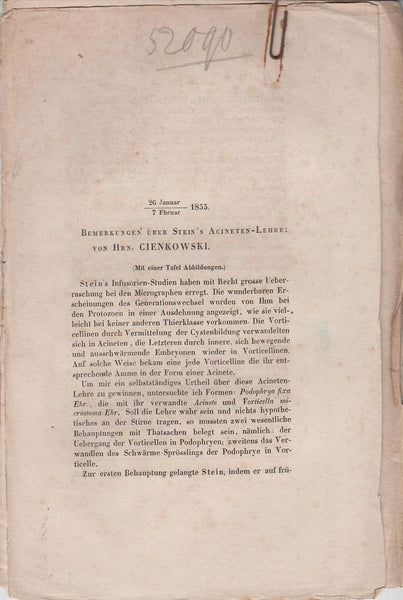 52090
26 Januar
7 Fbruar 1855.
BEMERKUNGEN ÜBER STEIN'S ACINETEN-LEHRE;
VON HRN. CIENKOWSKI.
(Mit einer Tafel Abbildungen.)
Stein's Infusorien-Studien haben mit Recht grosse Ueber-
raschung bei den Micrographen erregt. Die wunderbaren Er-
scheinungen des Generationswechsel wurden von Ihm bei
den Protozoen in einer Ausdehnung angezeigt, wie sie viel-
leicht bei keiner anderen Thierklasse vorkommen. Die Vorti-
cellinen durch Vermittelung der Cystenbildung verwandelten
sich in Acineten, die Letzteren durch innere, sich bewegende
und ausschwärmende Embryonen wieder in Vorticellinen.
Auf solche Weise bekam eine jede Vorticelline die ihr ent-
sprechende Amme in der Form einer Acinete.
Um mir ein selbstständiges Urtheil über diese Acineten-
Lehre zu gewinnen, untersuchte ich Formen: Podophrya fixa
Ehr., die mit ihr verwandte Acinete und Vorticella mi-
crostoma Ehr. Soll die Lehre wahr sein und nichts hypothe-
tisches an der Stirne tragen, so mussten zwei wesentliche
Behauptungen mit Thatsachen belegt sein, nämlich: der
Uebergang der Vorticellen in Podophryen; zweitens das Ver-
wandlen des Schwärme-Sprösslings der Podophrye in Vor-
ticelle.
Zur ersten Behauptung gelangte Stein, indem er auf frü-